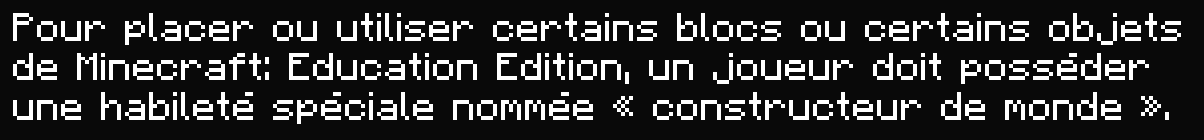 Pour placer ou utiliser certains blocs ou certains objets
de Minecraft: Education Edition, un joueur doit posséder
une habileté spéciale nommée « constructeur de monde ».